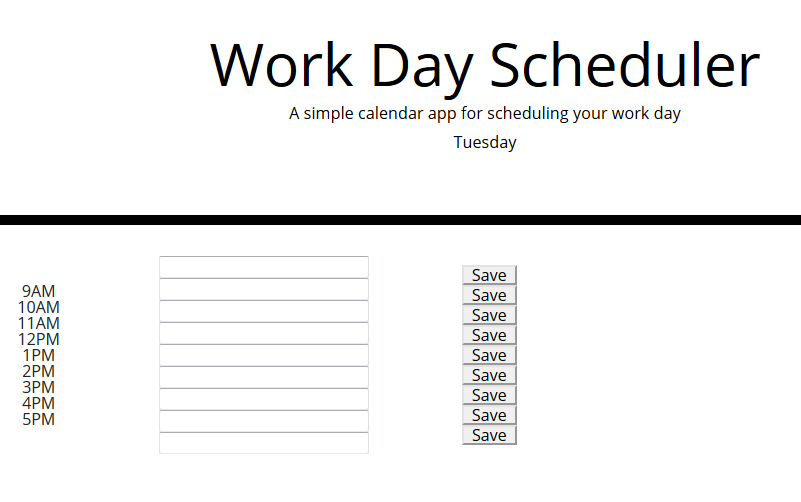 Work Day Scheduler
A simple calendar app for scheduling your work day
Tuesday
9AM
10AM
11AM
12PM
1PM
2PM
3PM
4PM
5PM
Save
Save
Save
Save
Save
Save
Save
Save
Save